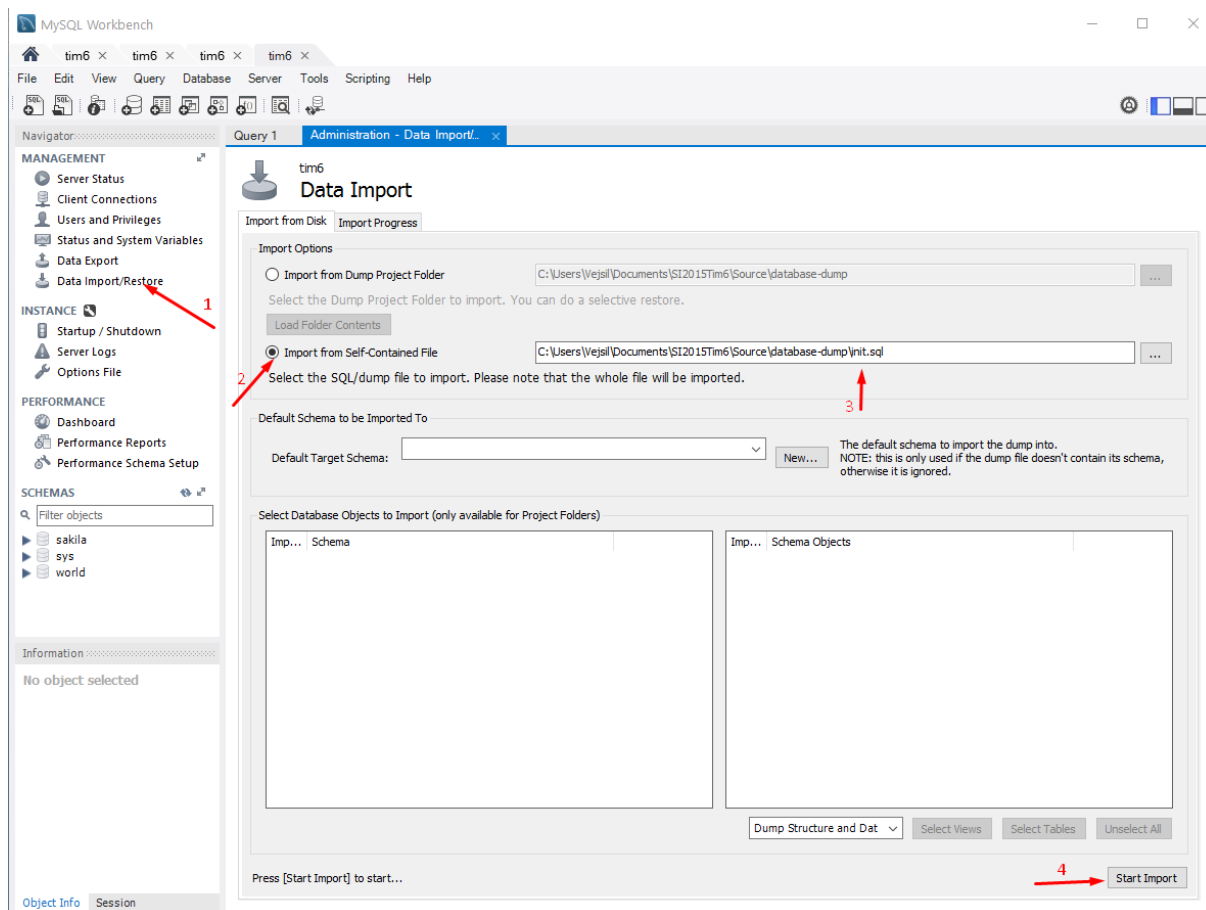 MySQL Workbench
tim6 × tim6 × tim6 × tim6 ×
File Edit View Query Database Server Tools Scripting Help
Navigator
MANAGEMENT
Server Status
Client Connections
Users and Privileges
Status and System Variables
Data Export
Data Import/Restore
1
INSTANCE
Startup / Shutdown
Server Logs
Options File
PERFORMANCE
Dashboard
Performance Reports
Performance Schema Setup
SCHEMAS
Filter objects
sakila
sys
world
Information
No object selected
Object Info Session
Query 1 Administration - Data Import/... ×
tim6
Data Import
Import from Disk Import Progress
Import Options
Import from Dump Project Folder C:\Users\Vejsil\Documents\SI2015Tim6\Source\database-dump ...
Select the Dump Project Folder to import. You can do a selective restore.
Load Folder Contents
Import from Self-Contained File C:\Users\Vejsil\Documents\SI2015Tim6\Source\database-dump\init.sql ...
2 Select the SQL/dump file to import. Please note that the whole file will be imported.
3
Default Schema to be Imported To
Default Target Schema: New...
The default schema to import the dump into.
NOTE: this is only used if the dump file doesn't contain its schema,
otherwise it is ignored.
Select Database Objects to Import (only available for Project Folders)
Imp... Schema Imp... Schema Objects
Dump Structure and Dat Select Views Select Tables Unselect All
Press [Start Import] to start... 4 Start Import